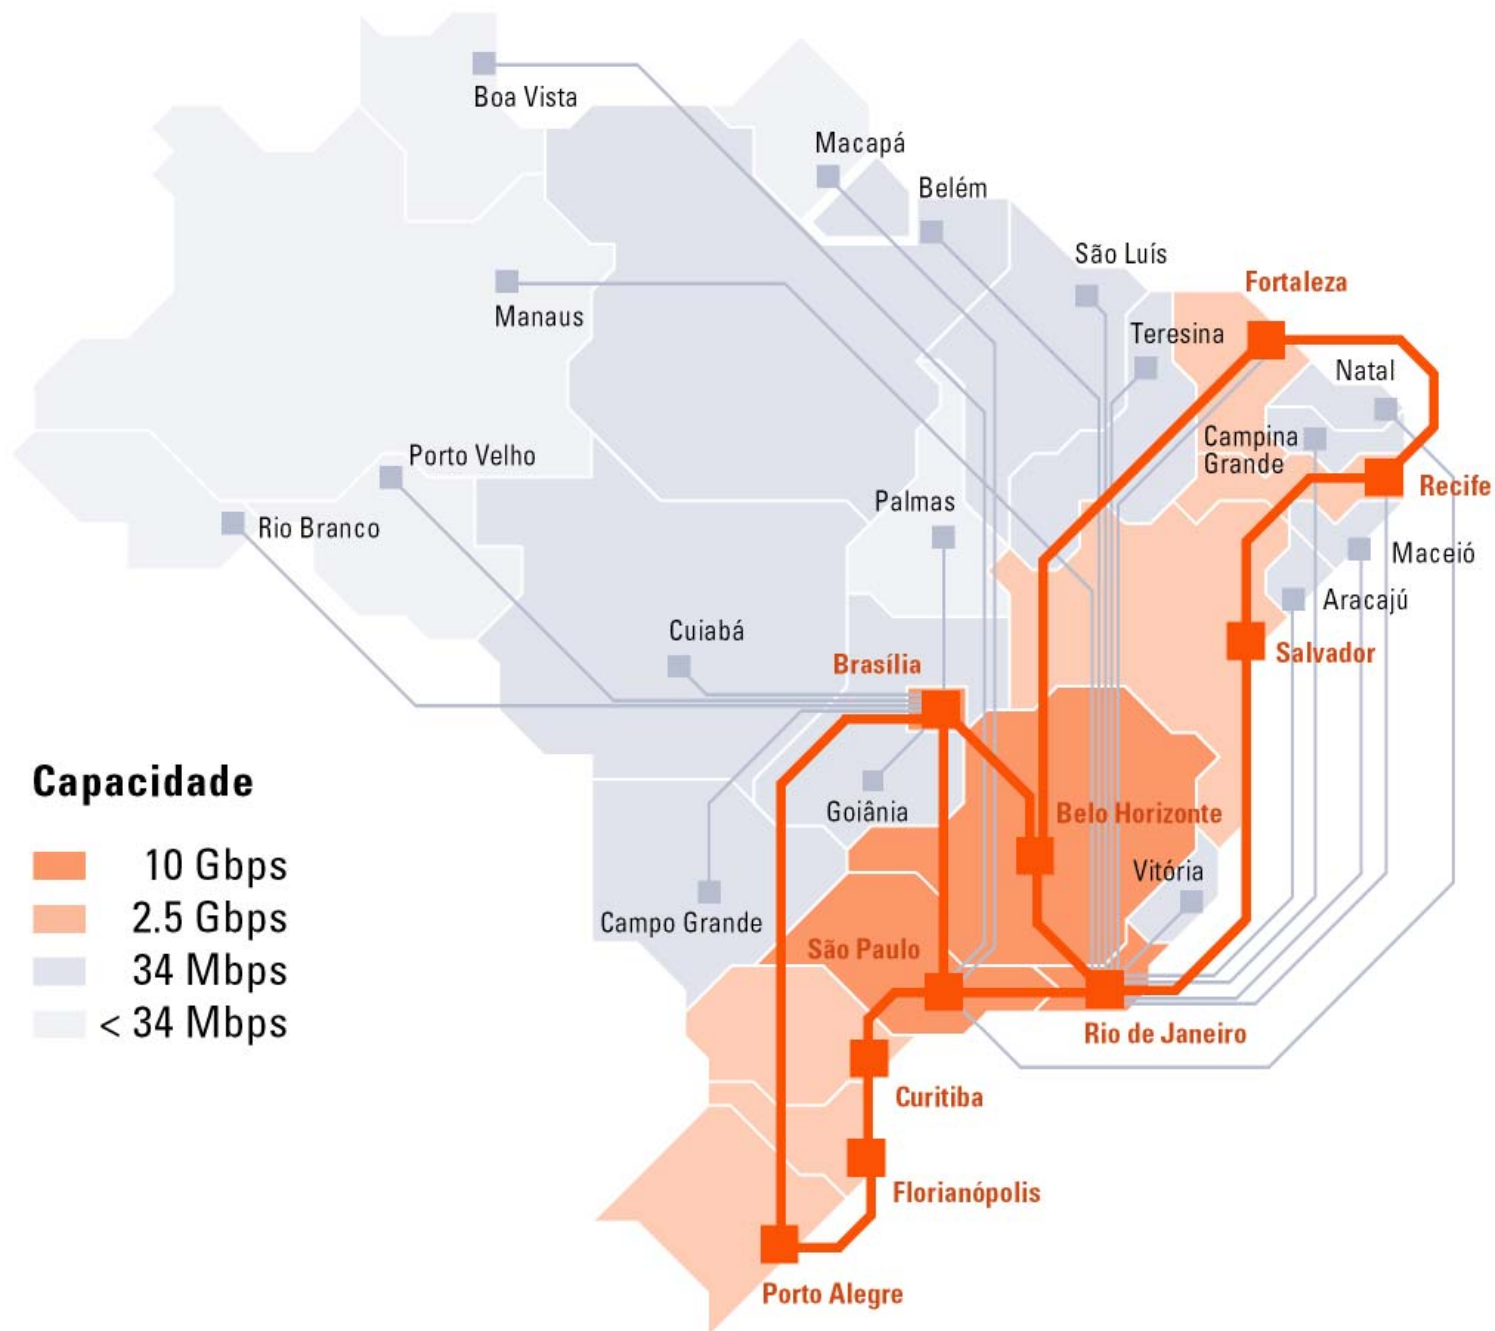 Boa Vista
Macapá
Belém
São Luís
Fortaleza
Manaus
Teresina
Natal
Campina
Grande
Porto Velho
Recife
Palmas
Rio Branco
Maceió
Aracajú
Cuiabá
Brasília
Salvador
Capacidade
10 Gbps
2.5 Gbps
34 Mbps
< 34 Mbps
Goiânia
Belo Horizonte
Vitória
Campo Grande
São Paulo
Rio de Janeiro
Curitiba
Florianópolis
Porto Alegre